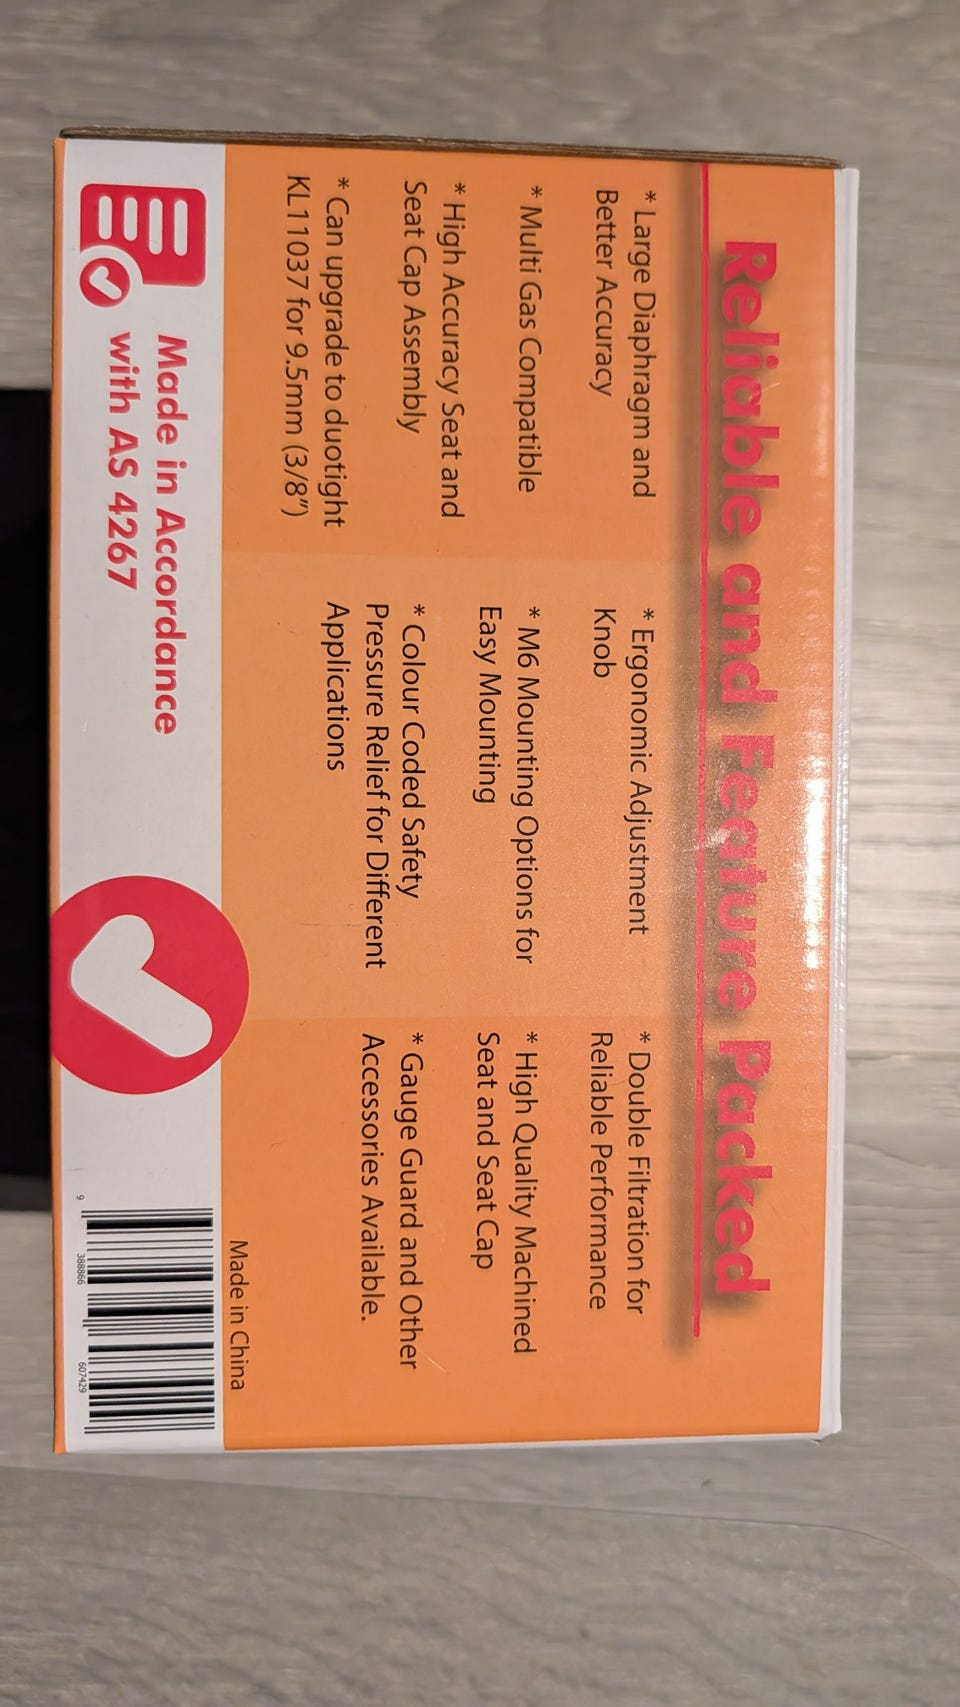 Reliable and Feature Packed
* Large Diaphragm and
Better Accuracy
* Multi Gas Compatible
* High Accuracy Seat and
Seat Cap Assembly
* Can upgrade to duotight
KL11037 for 9.5mm (3/8")
* Ergonomic Adjustment
Knob
* M6 Mounting Options for
Easy Mounting
* Colour Coded Safety
Pressure Relief for Different
Applications
* Double Filtration for
Reliable Performance
* High Quality Machined
Seat and Seat Cap
* Gauge Guard and Other
Accessories Available.
Made in China
Made in Accordance
with AS 4267
9 388866 607429